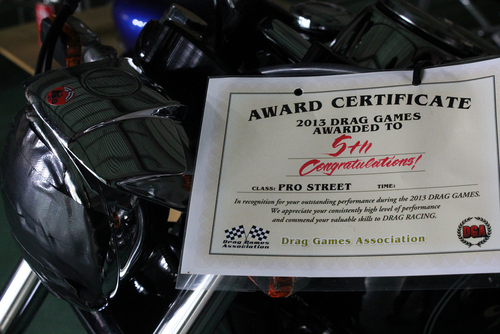 AWARD CERTIFICATE
2013 DRAG GAMES
AWARDED TO
5TH
Congratulations!
CLASS: PRO STREET TIME:
In recognition for your outstanding performance during the 2013 DRAG GAMES.
We appreciate your consistently high level of performance
and commend your valuable skills to DRAG RACING.
Drag Games
Association
Drag Games Association
DGA